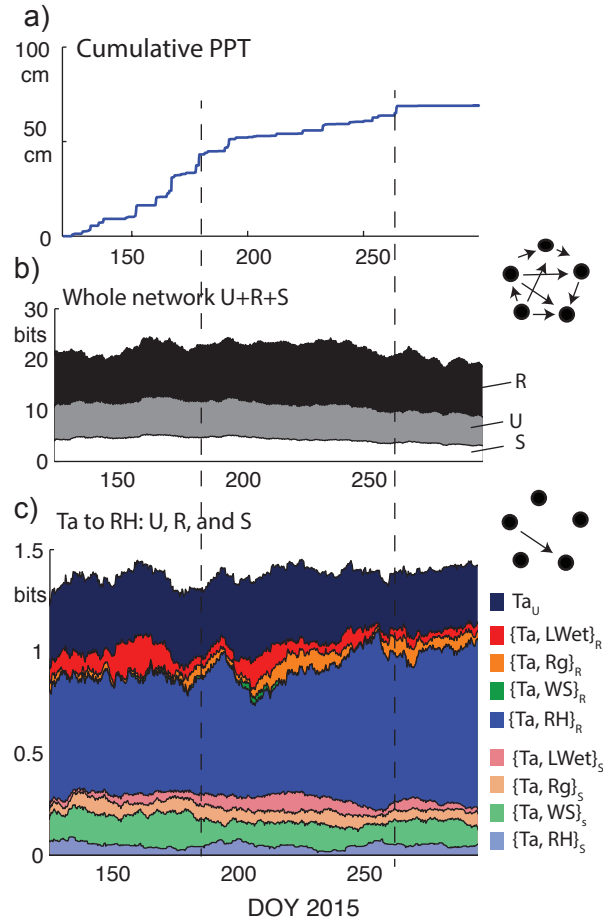 a)
Cumulative PPT
100
cm
50
cm
0
150
200
250
b)
Whole network U+R+S
30
bits
20
10
0
R
U
S
150
200
250
c)
Ta to RH: U, R, and S
1.5
bits
1
0.5
0
Ta_U
{Ta, LWet}_R
{Ta, Rg}_R
{Ta, WS}_R
{Ta, RH}_R
{Ta, LWet}_S
{Ta, Rg}_S
{Ta, WS}_s
{Ta, RH}_S
150
200
250
DOY 2015